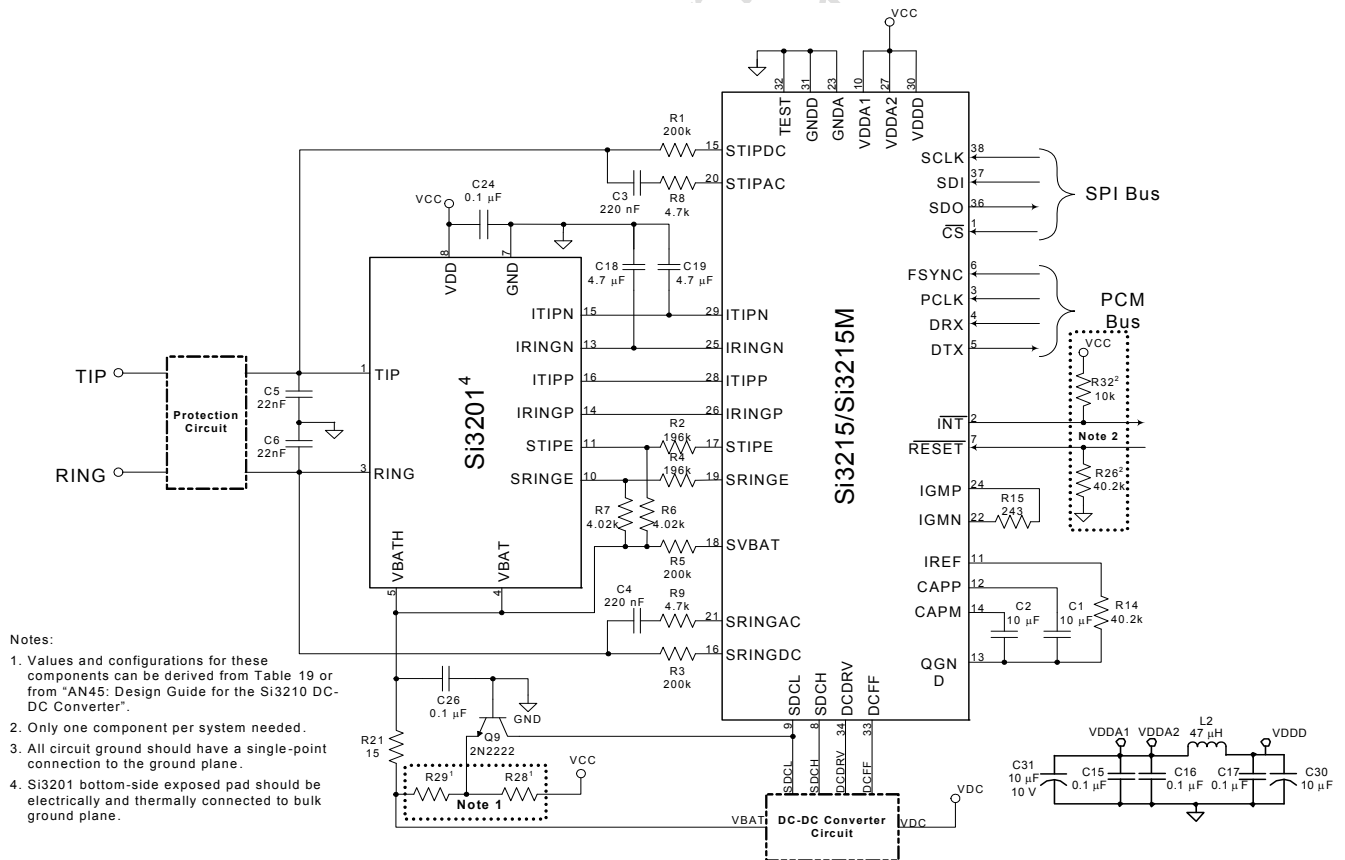 VCC
32
31
23
10
27
30
TEST
GNDD
GNDA
VDDA1
VDDA2
VDDD
R1
200k
15
STIPDC
20
STIPAC
C3
220 nF
R8
4.7k
SCLK
38
SDI
37
SDO
36
CS
1
SPI Bus
C24
0.1 µF
VCC
8
7
VDD
GND
C18
4.7 µF
C19
4.7 µF
FSYNC
6
PCLK
3
DRX
4
DTX
5
PCM
Bus
ITIPN
15
29
ITIPN
IRINGN
13
25
IRINGN
ITIPP
16
28
ITIPP
IRINGP
14
26
IRINGP
STIPE
11
R2
196k
17
STIPE
SRINGE
10
R4
196k
19
SRINGE
R7
4.02k
R6
4.02k
18
SVBAT
R5
200k
TIP
RING
Protection
Circuit
C5
22nF
C6
22nF
1
TIP
3
RING
Si3201⁴
VBATH
VBAT
5
4
Si3215/Si3215M
VCC
R32²
10k
INT
2
Note 2
RESET
7
R26²
40.2k
IGMP
24
IGMN
22
R15
243
IREF
11
CAPP
12
CAPM
14
C2
10 µF
C1
10 µF
R14
40.2k
QGN
D
13
C4
220 nF
R9
4.7k
21
SRINGAC
16
SRINGDC
R3
200k
SDCL
SDCH
DCDRV
DCFF
9
8
34
33
SDCL
SDCH
DCDRV
DCFF
C26
0.1 µF
GND
Q9
2N2222
R21
15
R29¹
R28¹
Note 1
VCC
VBAT
DC-DC Converter
Circuit
VDC
VDC
VDDA1
VDDA2
L2
47 µH
VDDD
C31
10 µF
10 V
C15
0.1 µF
C16
0.1 µF
C17
0.1 µF
C30
10 µF
Notes:
1. Values and configurations for these
components can be derived from Table 19 or
from "AN45: Design Guide for the Si3210 DC-
DC Converter".
2. Only one component per system needed.
3. All circuit ground should have a single-point
connection to the ground plane.
4. Si3201 bottom-side exposed pad should be
electrically and thermally connected to bulk
ground plane.